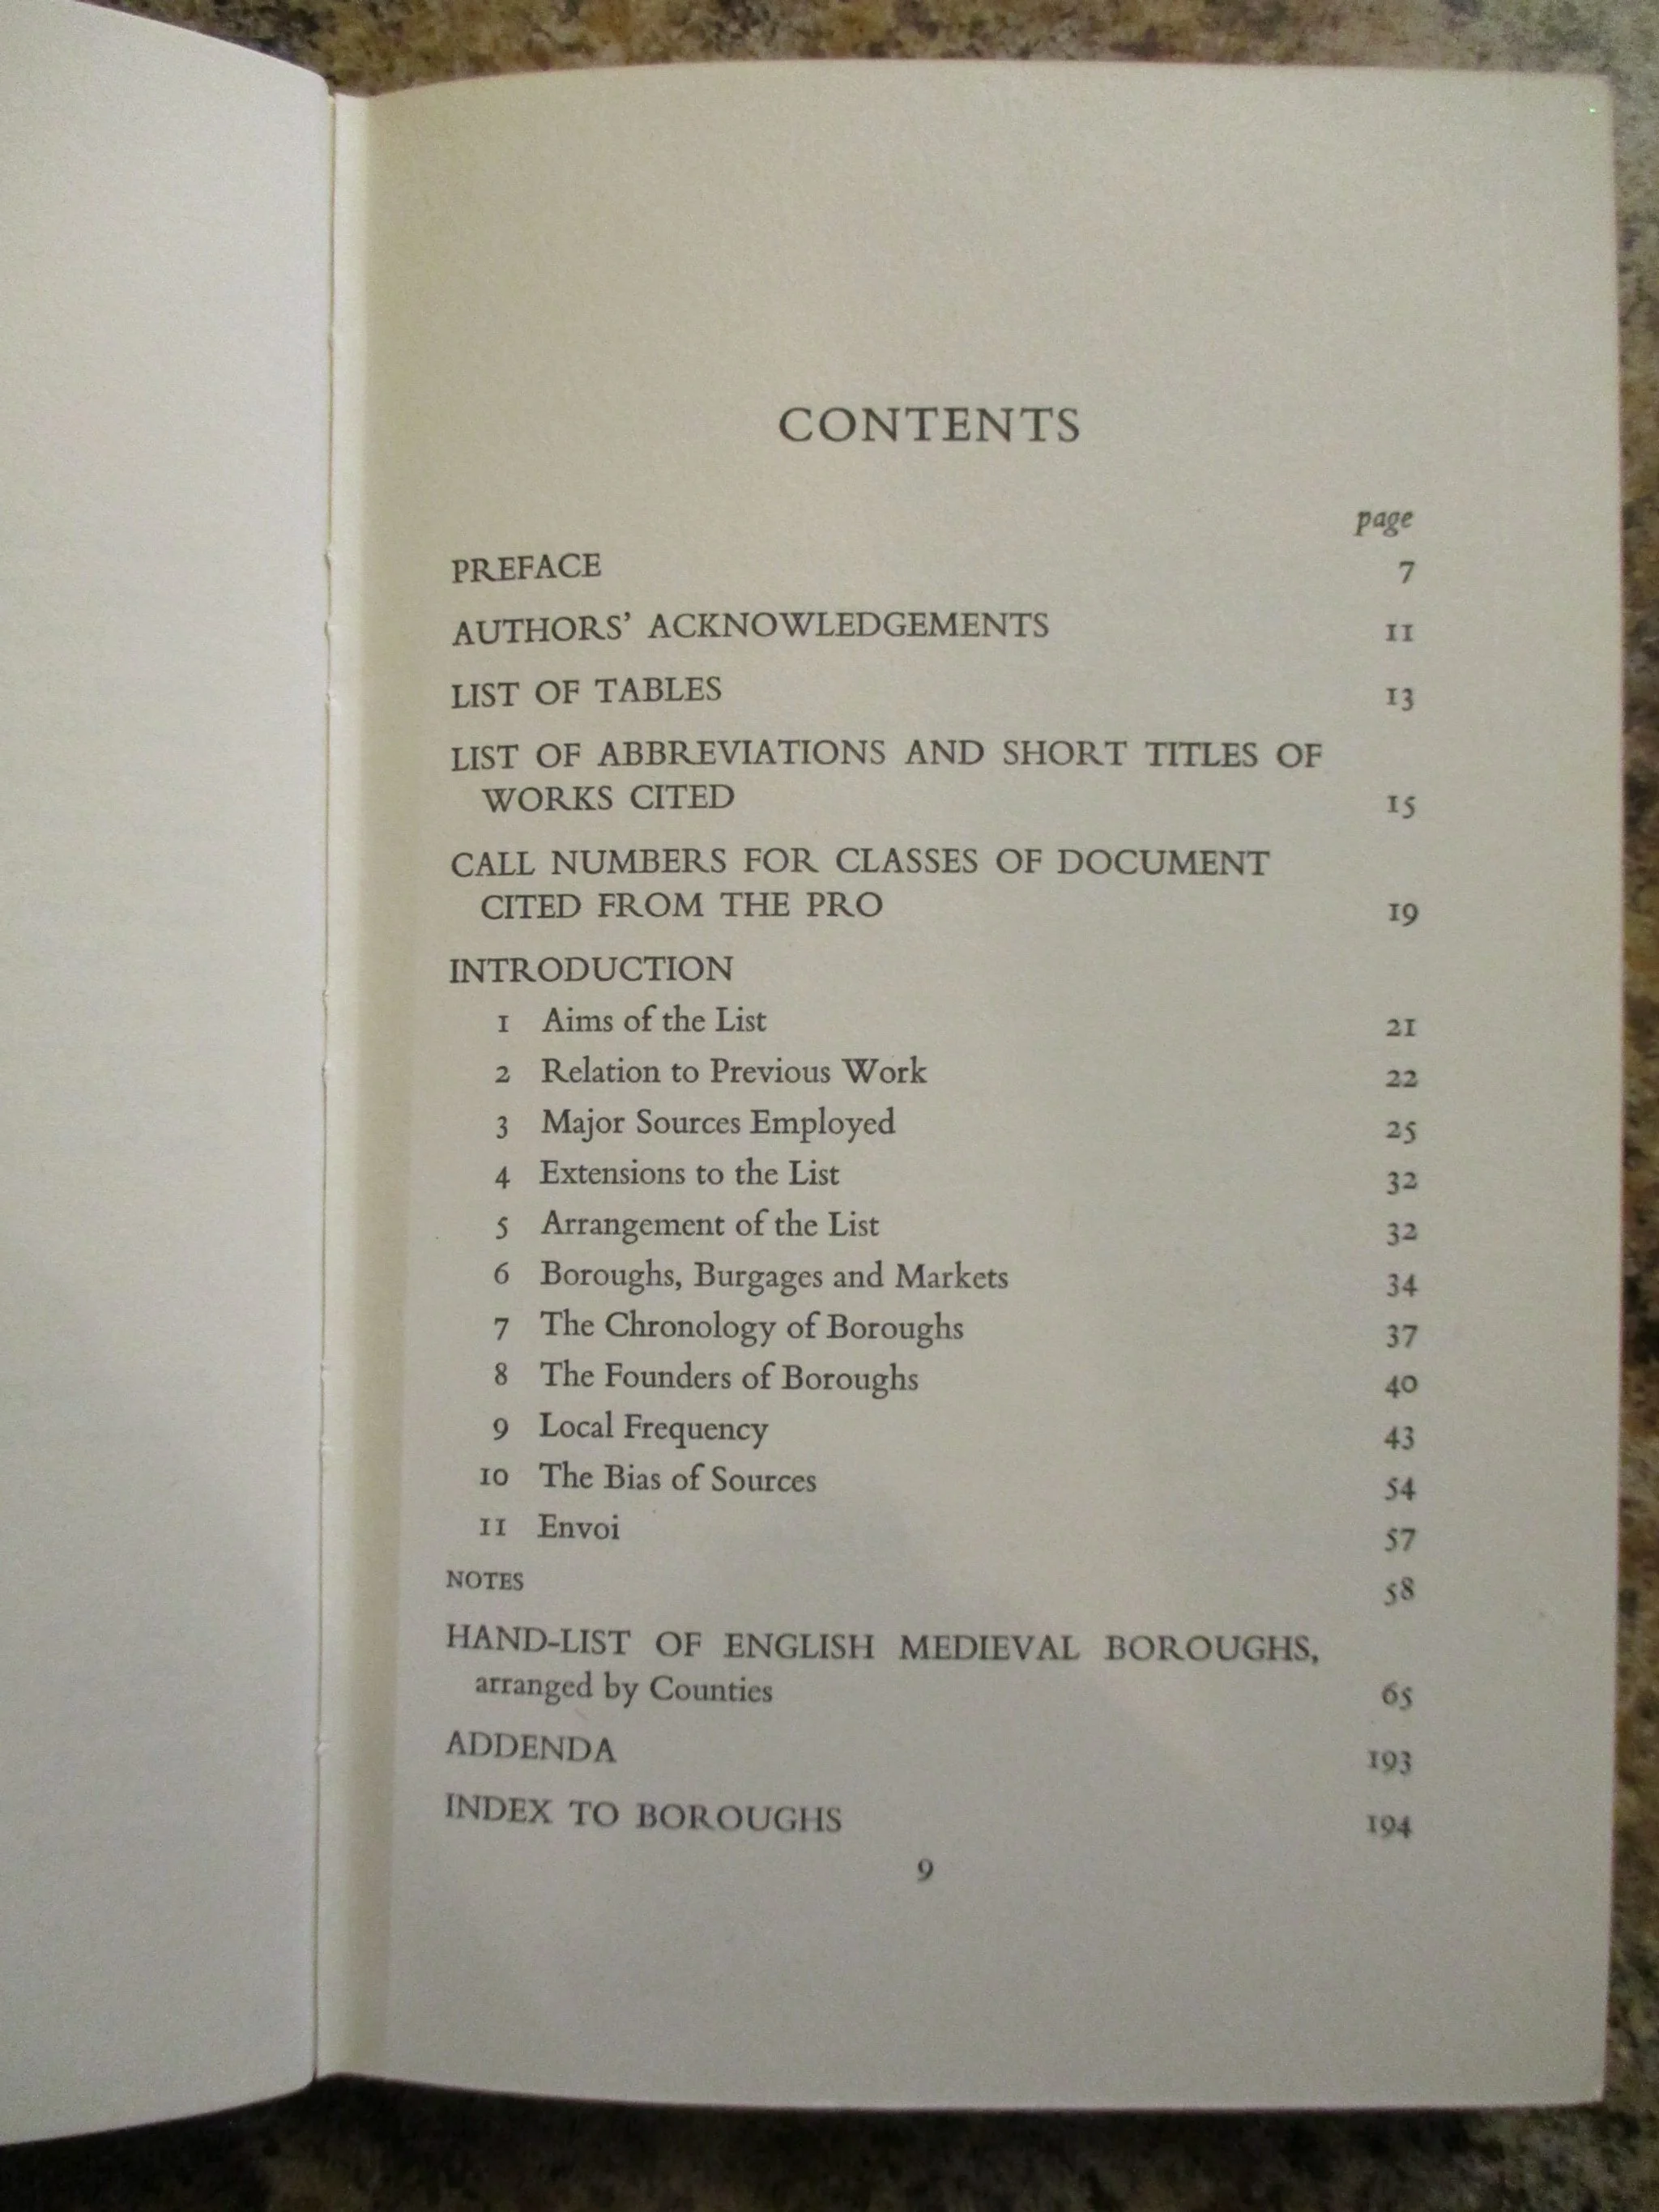 CONTENTS
page
PREFACE 7
AUTHORS' ACKNOWLEDGEMENTS 11
LIST OF TABLES 13
LIST OF ABBREVIATIONS AND SHORT TITLES OF
WORKS CITED 15
CALL NUMBERS FOR CLASSES OF DOCUMENT
CITED FROM THE PRO 19
INTRODUCTION
1 Aims of the List 21
2 Relation to Previous Work 22
3 Major Sources Employed 25
4 Extensions to the List 32
5 Arrangement of the List 32
6 Boroughs, Burgages and Markets 34
7 The Chronology of Boroughs 37
8 The Founders of Boroughs 40
9 Local Frequency 43
10 The Bias of Sources 54
11 Envoi 57
NOTES 58
HAND-LIST OF ENGLISH MEDIEVAL BOROUGHS,
arranged by Counties 65
ADDENDA 193
INDEX TO BOROUGHS 194
9